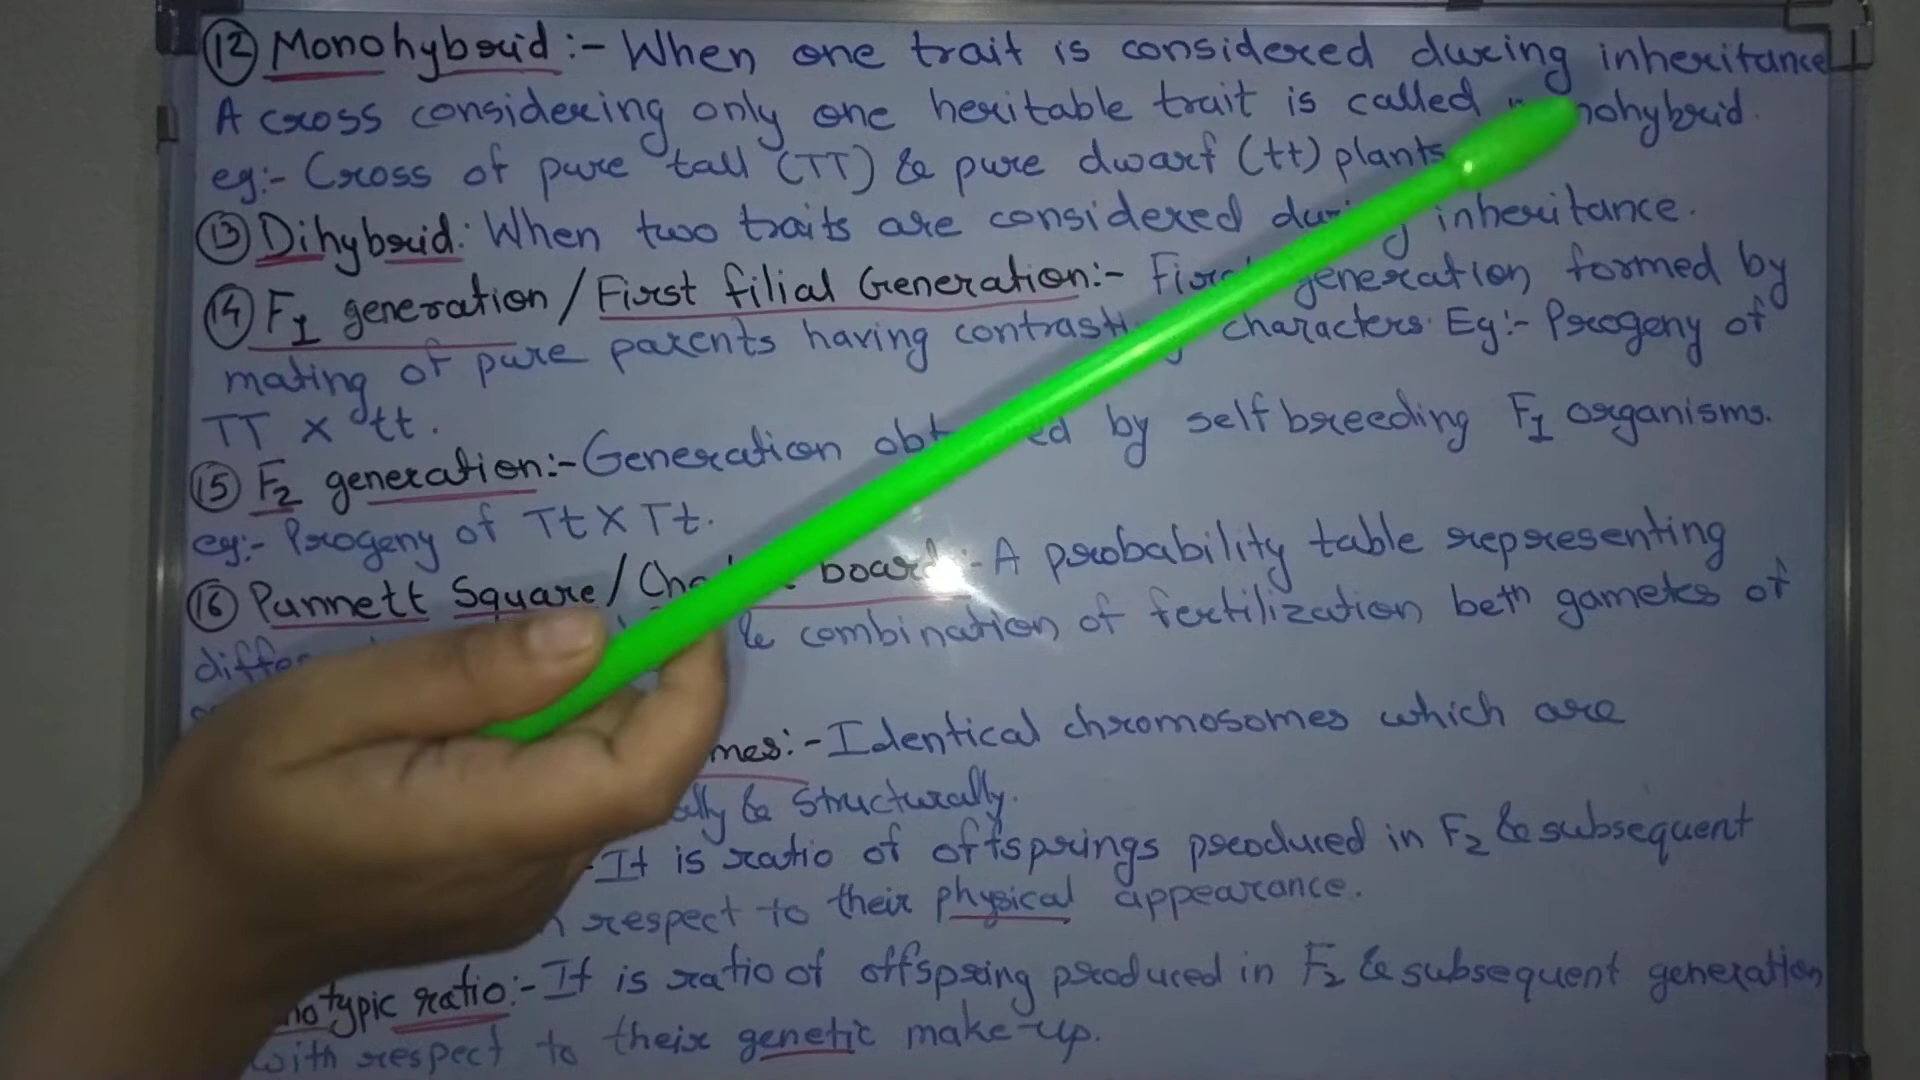 ⑫ Monohybrid :- When one trait is considered during inheritance
A cross considering only one heritable trait is called
eg:- Cross of pure tall (TT) & pure dwarf (tt) plants
⑬ Dihybrid: When two traits are considered inheritance.
⑭ F1 generation / First filial Generation:- generation formed by
mating of pure parents having characters. Eg:- Progeny of
TT x tt.
⑮ F2 generation:- Generation by selfbreeding F1 organisms.
eg:- Progeny of Tt X Tt.
⑯ Punnett Square / board:- A probability table representing
& combination of fertilization betn gametes of
Identical chromosomes which are
& structurally.
It is ratio of offsprings produced in F2 & subsequent
respect to their physical appearance.
ratio:- It is ratio of offspring produced in F2 & subsequent generation
with respect to their genetic make-up.